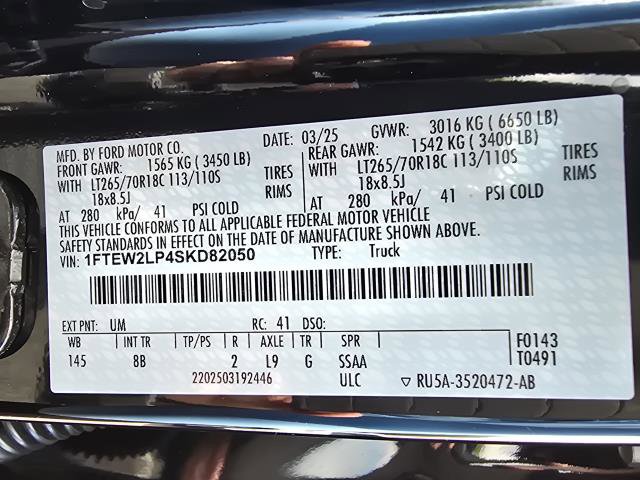 MFD. BY FORD MOTOR CO. DATE: 03/25 GVWR: 3016 KG ( 6650 LB)
FRONT GAWR: 1565 KG ( 3450 LB) REAR GAWR: 1542 KG ( 3400 LB)
WITH LT265/70R18C 113/110S TIRES WITH LT265/70R18C 113/110S TIRES
18x8.5J RIMS 18x8.5J RIMS
AT 280 kPa/ 41 PSI COLD AT 280 kPa/ 41 PSI COLD
THIS VEHICLE CONFORMS TO ALL APPLICABLE FEDERAL MOTOR VEHICLE
SAFETY STANDARDS IN EFFECT ON THE DATE OF MANUFACTURE SHOWN ABOVE.
VIN: 1FTEW2LP4SKD82050 TYPE: Truck
EXT PNT: UM RC: 41 DSO:
WB INT TR TP/PS R AXLE TR SPR F0143
145 8B 2 L9 G SSAA T0491
2202503192446 ULC ▽ RU5A-3520472-AB